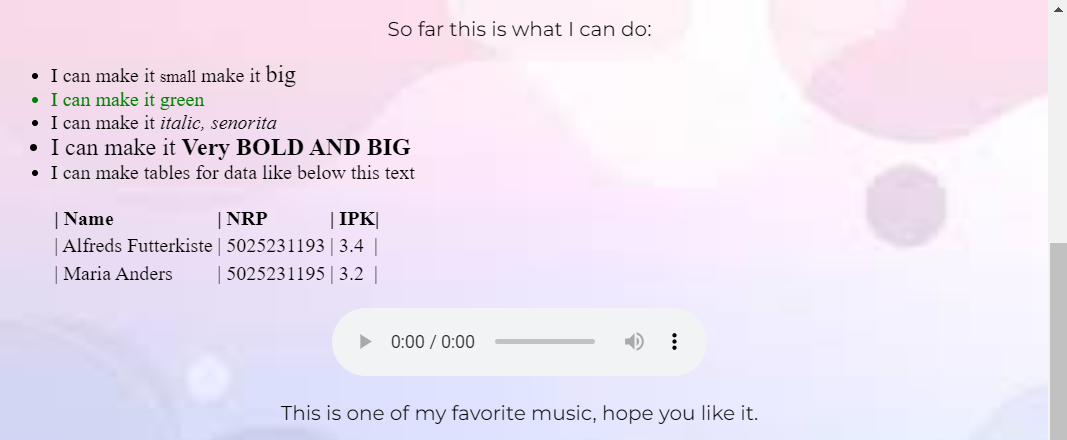 So far this is what I can do:
• I can make it small make it big
• I can make it green
• I can make it italic, senorita
• I can make it Very BOLD AND BIG
• I can make tables for data like below this text
| Name | NRP | IPK|
| Alfreds Futterkiste | 5025231193 | 3.4 |
| Maria Anders | 5025231195 | 3.2 |
0:00 / 0:00
This is one of my favorite music, hope you like it.